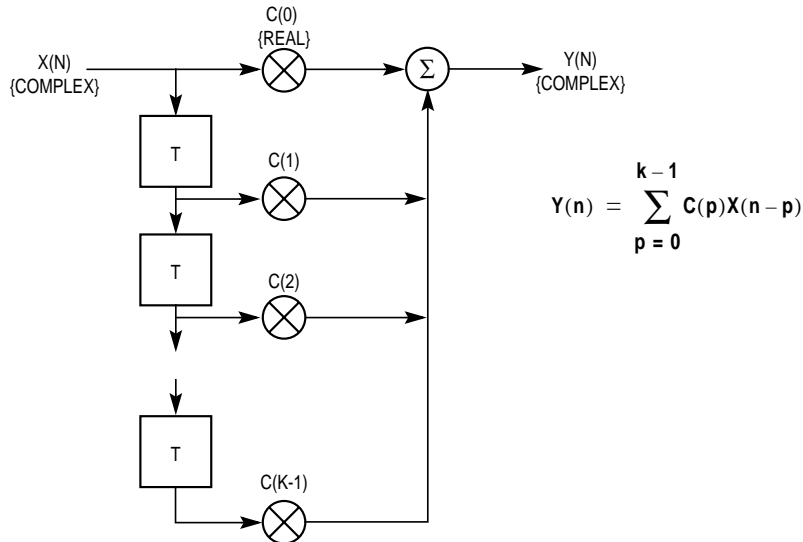 C(0)
{REAL}
X(N)
{COMPLEX}
Σ
Y(N)
{COMPLEX}
T
C(1)
k – 1
Y(n) = ∑ C(p)X(n – p)
p = 0
T
C(2)
T
C(K-1)